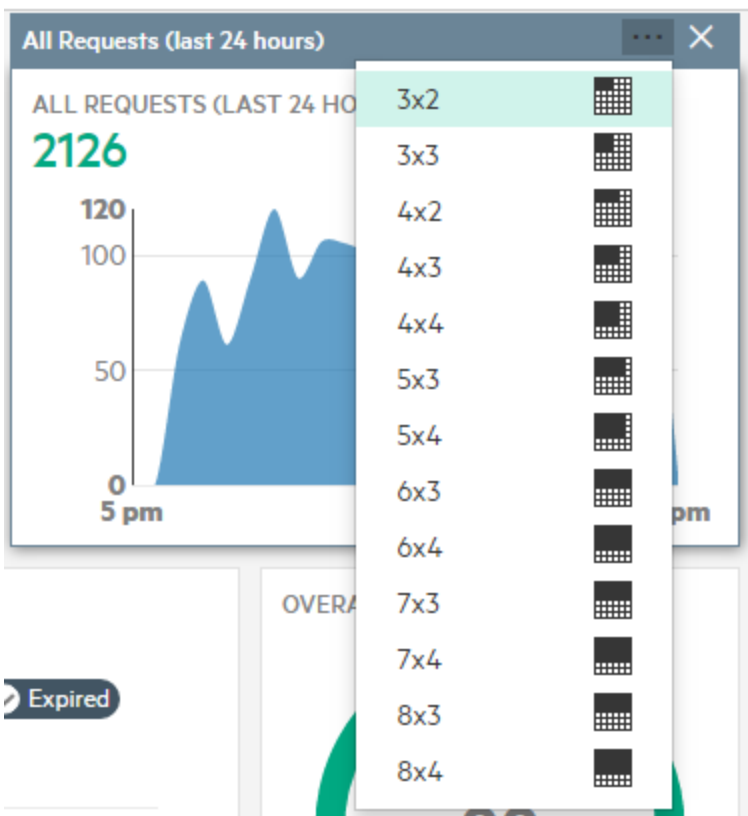 All Requests (last 24 hours)
ALL REQUESTS (LAST 24 HO
2126
120
100
50
0
5 pm
pm
3x2
3x3
4x2
4x3
4x4
5x3
5x4
6x3
6x4
7x3
7x4
8x3
8x4
OVERA
Expired